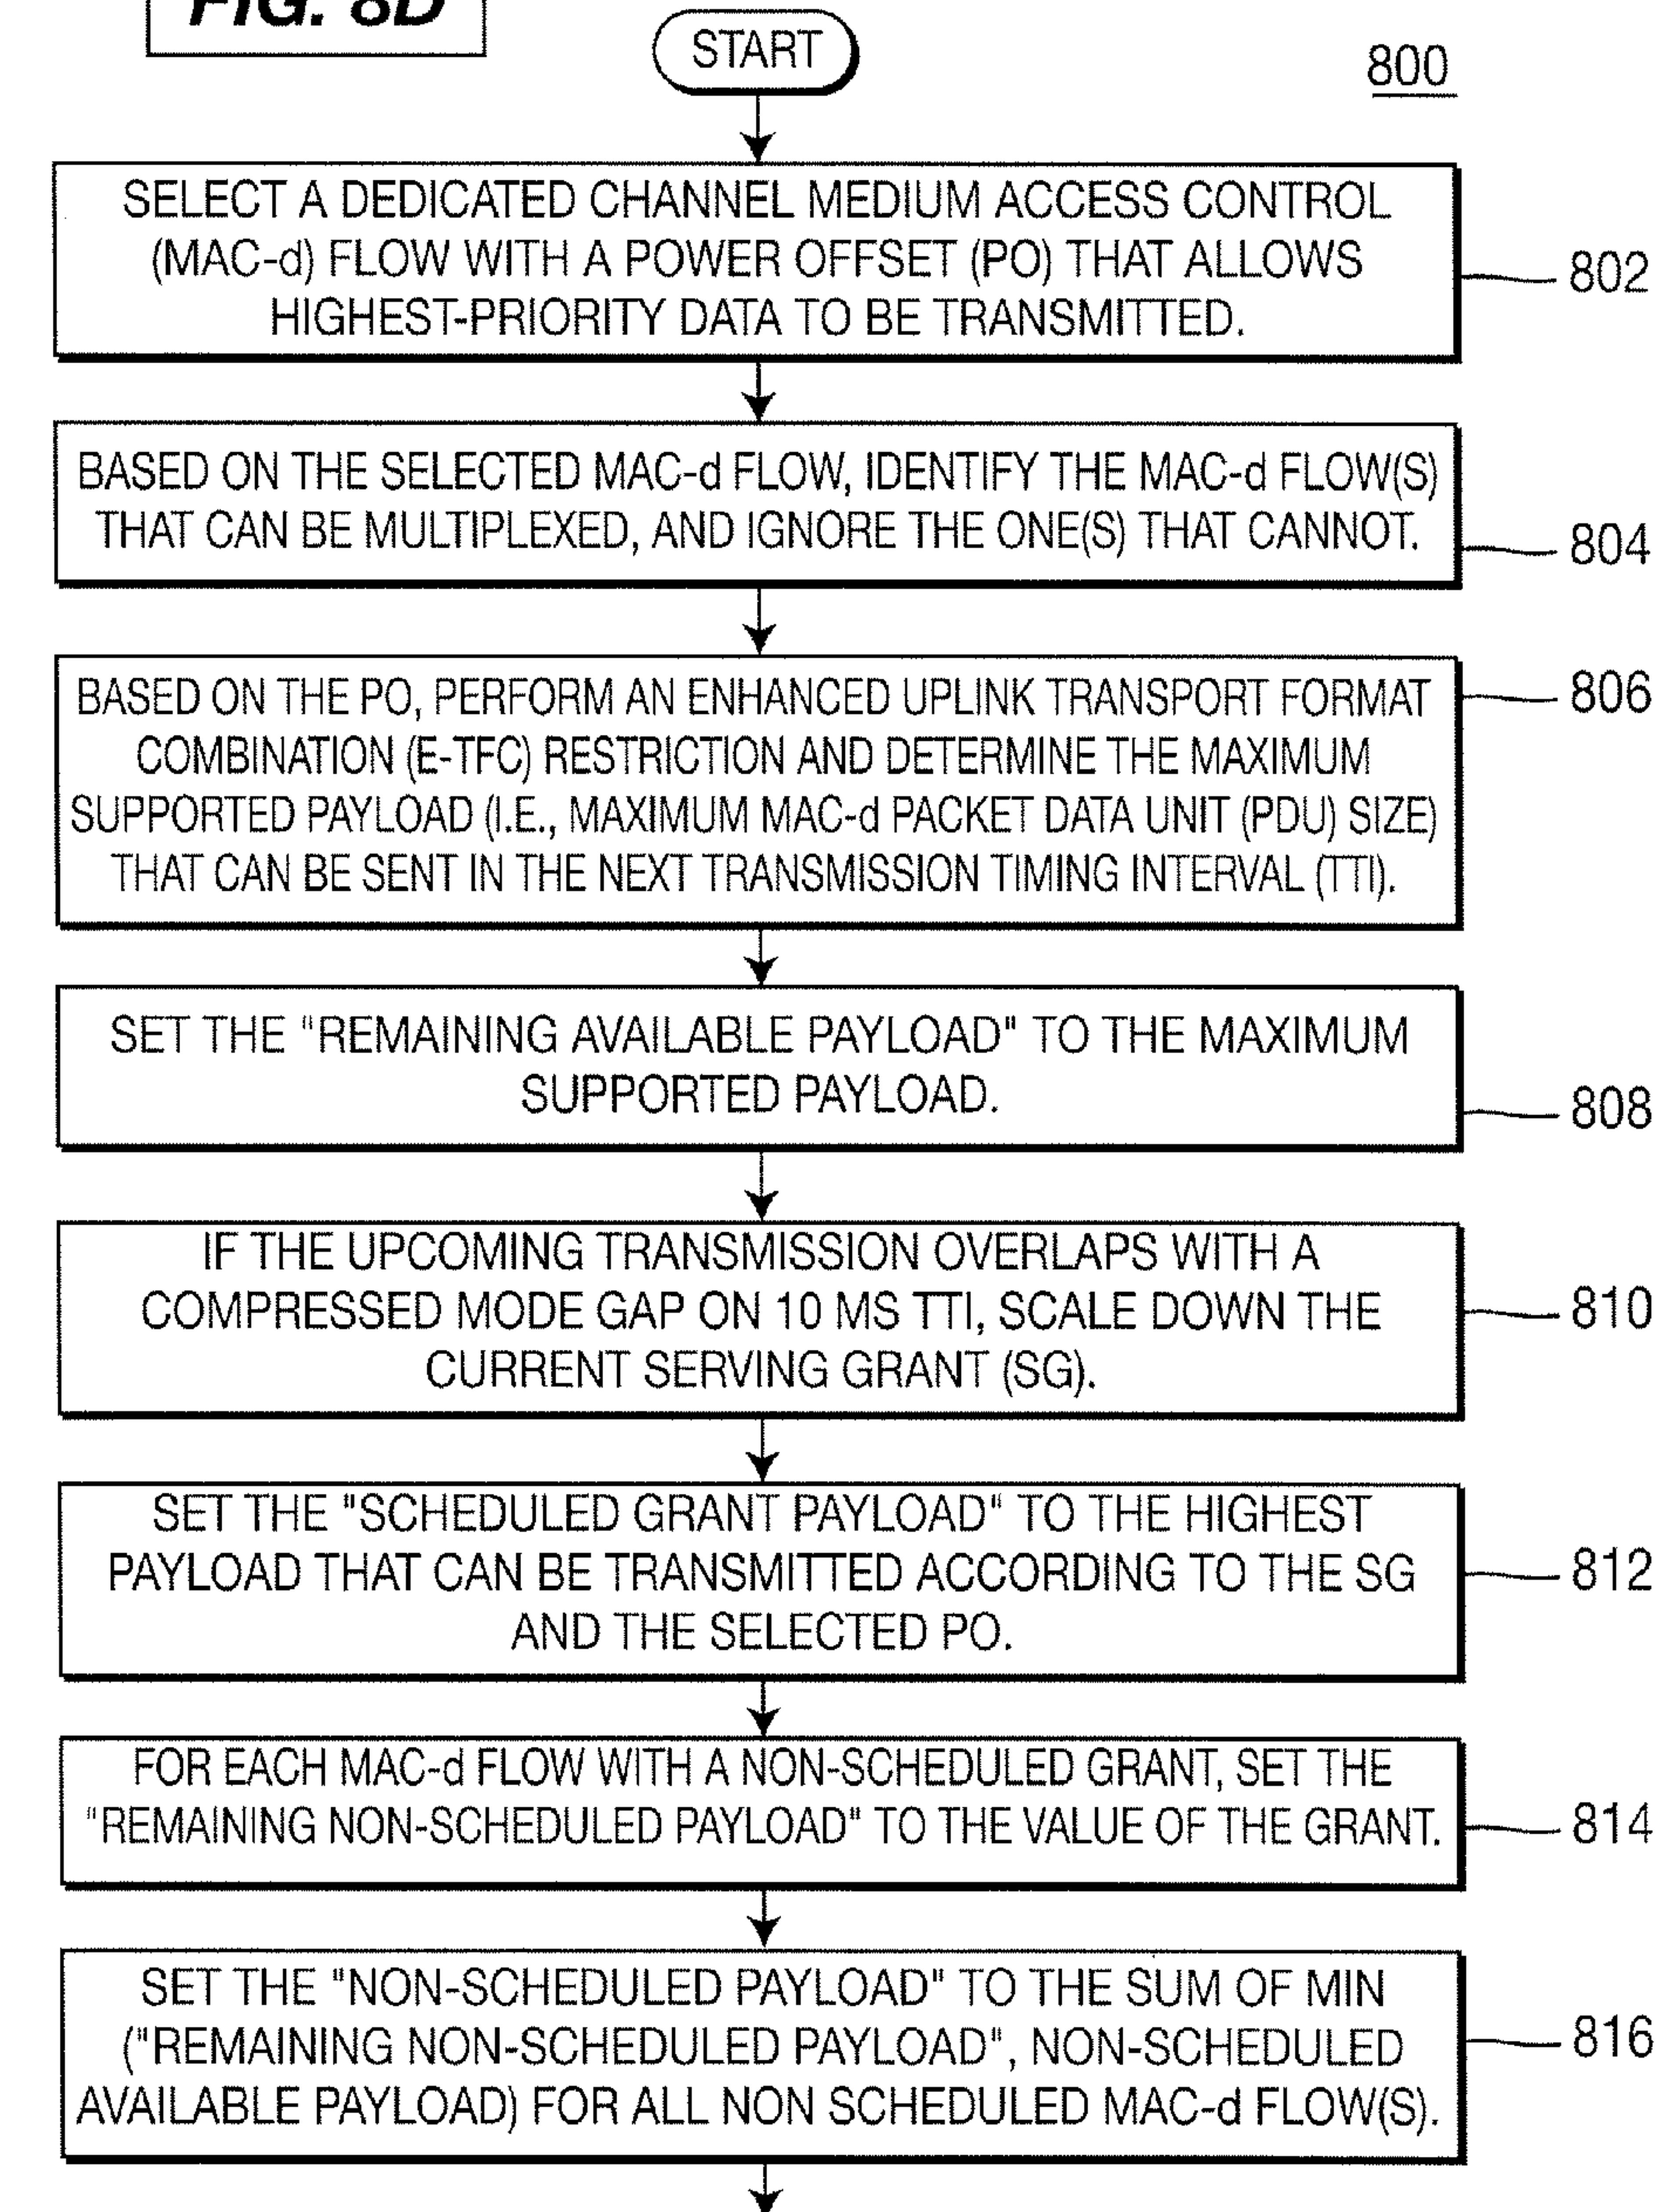 FIG. 8D
START
800
SELECT A DEDICATED CHANNEL MEDIUM ACCESS CONTROL
(MAC-d) FLOW WITH A POWER OFFSET (PO) THAT ALLOWS
HIGHEST-PRIORITY DATA TO BE TRANSMITTED.
802
BASED ON THE SELECTED MAC-d FLOW, IDENTIFY THE MAC-d FLOW(S)
THAT CAN BE MULTIPLEXED, AND IGNORE THE ONE(S) THAT CANNOT.
804
BASED ON THE PO, PERFORM AN ENHANCED UPLINK TRANSPORT FORMAT
COMBINATION (E-TFC) RESTRICTION AND DETERMINE THE MAXIMUM
SUPPORTED PAYLOAD (I.E., MAXIMUM MAC-d PACKET DATA UNIT (PDU) SIZE)
THAT CAN BE SENT IN THE NEXT TRANSMISSION TIMING INTERVAL (TTI).
806
SET THE "REMAINING AVAILABLE PAYLOAD" TO THE MAXIMUM
SUPPORTED PAYLOAD.
808
IF THE UPCOMING TRANSMISSION OVERLAPS WITH A
COMPRESSED MODE GAP ON 10 MS TTI, SCALE DOWN THE
CURRENT SERVING GRANT (SG).
810
SET THE "SCHEDULED GRANT PAYLOAD" TO THE HIGHEST
PAYLOAD THAT CAN BE TRANSMITTED ACCORDING TO THE SG
AND THE SELECTED PO.
812
FOR EACH MAC-d FLOW WITH A NON-SCHEDULED GRANT, SET THE
"REMAINING NON-SCHEDULED PAYLOAD" TO THE VALUE OF THE GRANT.
814
SET THE "NON-SCHEDULED PAYLOAD" TO THE SUM OF MIN
("REMAINING NON-SCHEDULED PAYLOAD", NON-SCHEDULED
AVAILABLE PAYLOAD) FOR ALL NON SCHEDULED MAC-d FLOW(S).
816